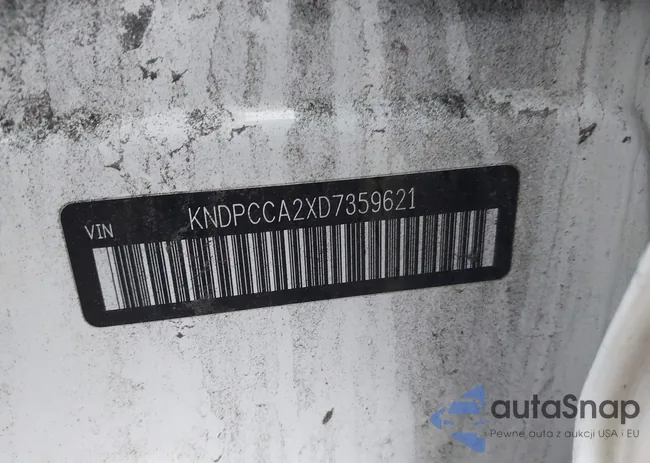 VIN
KNDPCCA2XD7359621
autaSnap
Pewne auta z aukcji USA i EU